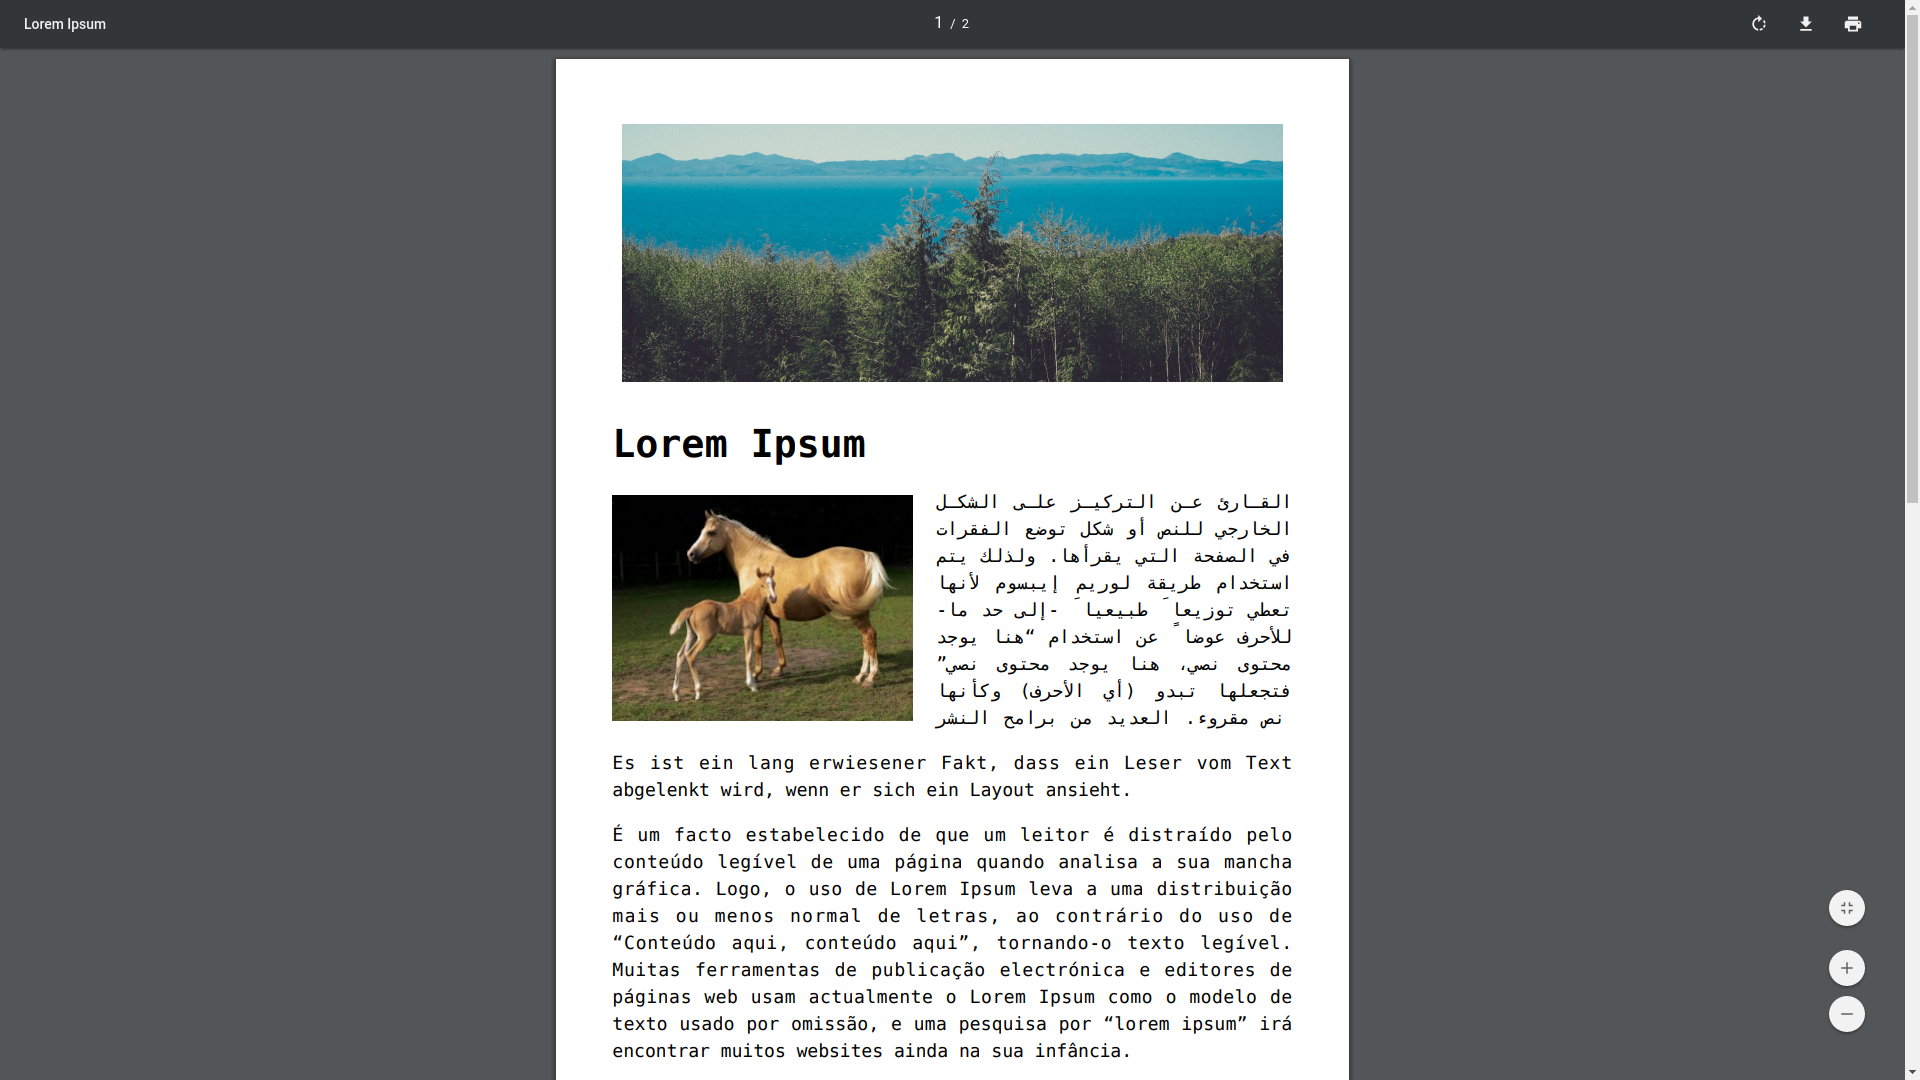 Lorem Ipsum
1 / 2
Lorem Ipsum
القارئ عن التركيز على الشكل
الخارجي للنص أو شكل توضع الفقرات
في الصفحة التي يقرأها. ولذلك يتم
استخدام طريقة لوريم إيبسوم لأنها
تعطي توزيعاَ طبيعياَ -إلى حد ما-
للأحرف عوضاً عن استخدام “هنا يوجد
محتوى نصي، هنا يوجد محتوى نصي”
فتجعلها تبدو (أي الأحرف) وكأنها
نص مقروء. العديد من برامح النشر
Es ist ein lang erwiesener Fakt, dass ein Leser vom Text
abgelenkt wird, wenn er sich ein Layout ansieht.
É um facto estabelecido de que um leitor é distraído pelo
conteúdo legível de uma página quando analisa a sua mancha
gráfica. Logo, o uso de Lorem Ipsum leva a uma distribuição
mais ou menos normal de letras, ao contrário do uso de
“Conteúdo aqui, conteúdo aqui”, tornando-o texto legível.
Muitas ferramentas de publicação electrónica e editores de
páginas web usam actualmente o Lorem Ipsum como o modelo de
texto usado por omissão, e uma pesquisa por “lorem ipsum” irá
encontrar muitos websites ainda na sua infância.